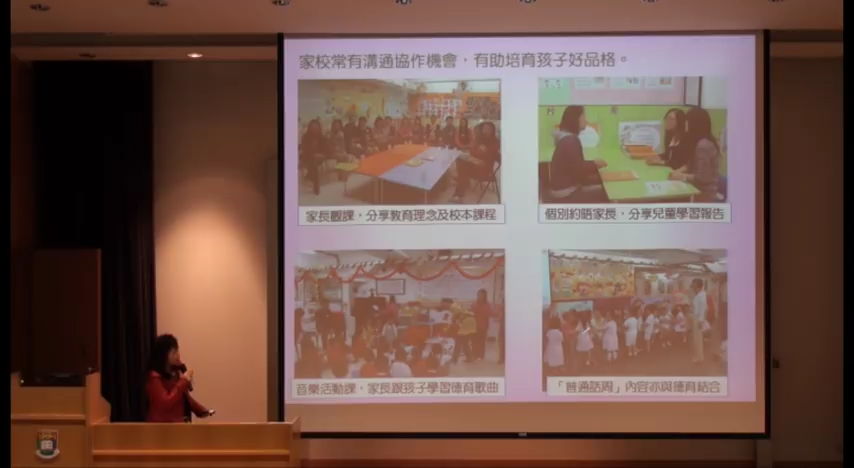 家校常有溝通協作機會，有助培育孩子好品格。
家長觀課，分享教育理念及校本課程
個別約晤家長，分享兒童學習報告
音樂活動課，家長跟孩子學習德育歌曲
「普通話周」內容亦與德育結合